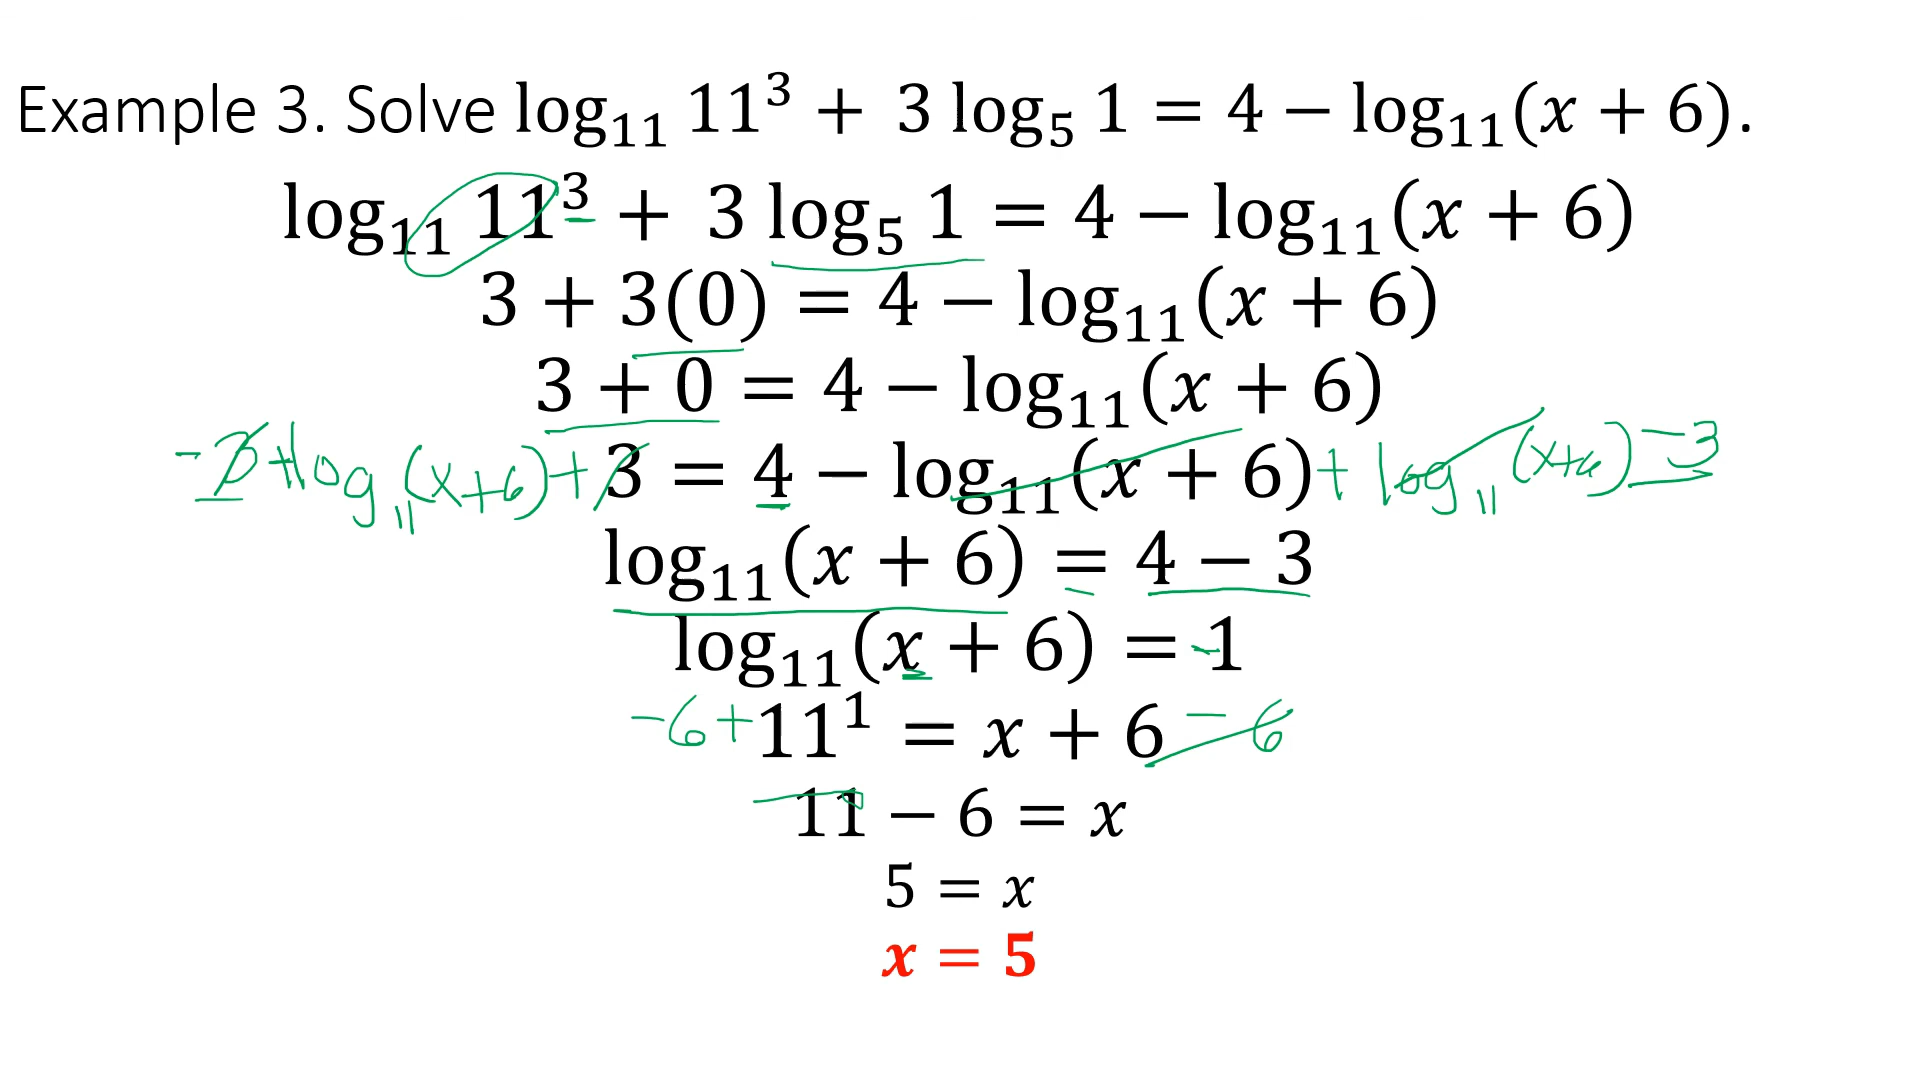 Example 3. Solve log₁₁ 11³ + 3 log₅ 1 = 4 − log₁₁(x + 6).
log₁₁ 11³ + 3 log₅ 1 = 4 − log₁₁(x + 6)
3 + 3(0) = 4 − log₁₁(x + 6)
3 + 0 = 4 − log₁₁(x + 6)
-3 + log₁₁(x+6) + 3 = 4 − log₁₁(x + 6) + log₁₁(x+6) - 3
log₁₁(x + 6) = 4 − 3
log₁₁(x + 6) = 1
-6 + 11¹ = x + 6 - 6
11 − 6 = x
5 = x
x = 5